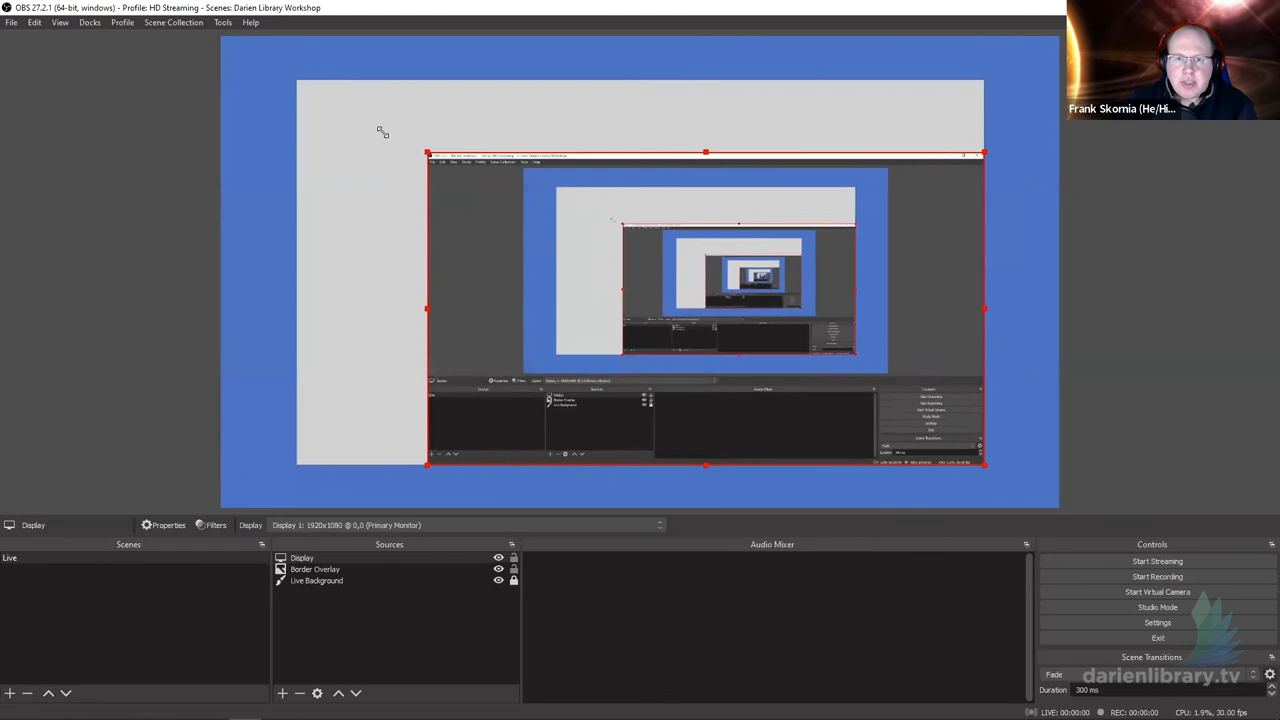 OBS 27.2.1 (64-bit, windows) - Profile: HD Streaming - Scenes: Darien Library Workshop
File Edit View Docks Profile Scene Collection Tools Help
Frank Skornia (He/Hi...
Display Properties Filters Display Display 1: 1920x1080 @ 0,0 (Primary Monitor)
Scenes
Live
Sources
Display
Border Overlay
Live Background
Audio Mixer
Controls
Start Streaming
Start Recording
Start Virtual Camera
Studio Mode
Settings
Exit
Scene Transitions
Fade
Duration 300 ms
darienlibrary.tv
LIVE: 00:00:00 REC: 00:00:00 CPU: 1.9%, 30.00 fps